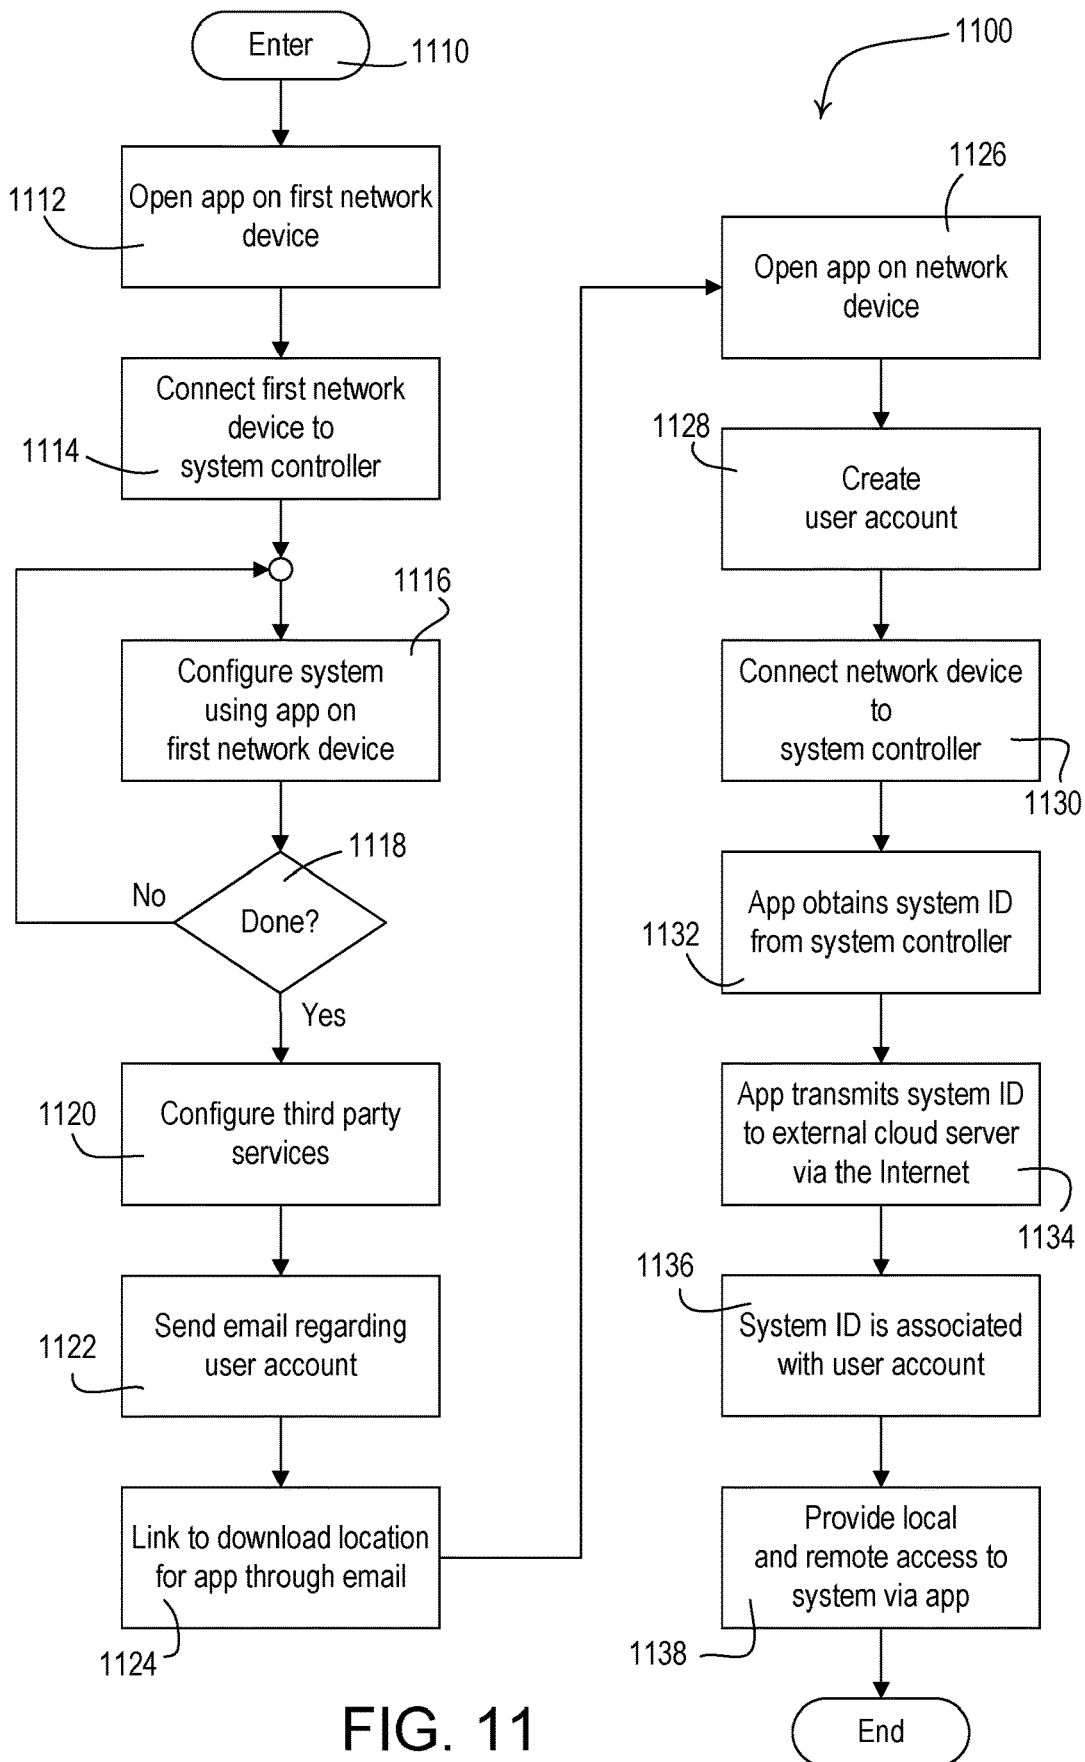 Enter
1110
1100
1112
Open app on first network
device
1114
Connect first network
device to
system controller
1116
Configure system
using app on
first network device
1118
Done?
No
Yes
1120
Configure third party
services
1122
Send email regarding
user account
Link to download location
for app through email
1124
1126
Open app on network
device
1128
Create
user account
Connect network device
to
system controller
1130
App obtains system ID
from system controller
1132
App transmits system ID
to external cloud server
via the Internet
1134
1136
System ID is associated
with user account
Provide local
and remote access to
system via app
1138
End
FIG. 11